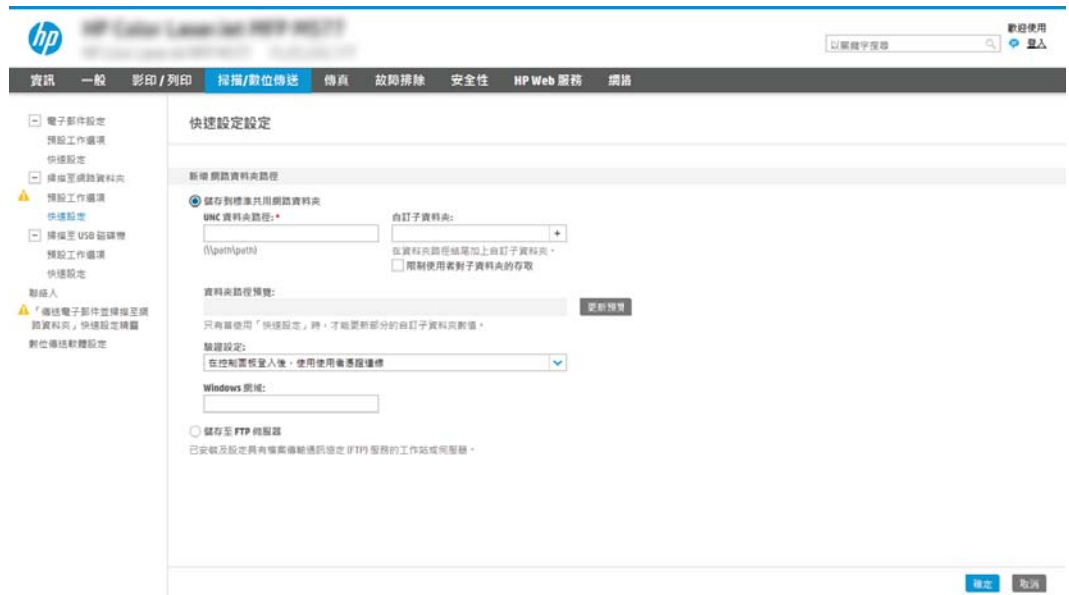 hp
歡迎使用
以關鍵字搜尋
登入
資訊 一般 影印 / 列印 掃描/數位傳送 傳真 故障排除 安全性 HP Web 服務 網路
電子郵件設定
預設工作選項
快速設定
掃描至網路資料夾
預設工作選項
快速設定
掃描至 USB 磁碟機
預設工作選項
快速設定
聯絡人
「傳送電子郵件並掃描至網
路資料夾」快速設定精靈
數位傳送軟體設定
快速設定設定
新增網路資料夾路徑
儲存到標準共用網路資料夾
UNC 資料夾路徑:*
自訂子資料夾:
+
(\\path\path)
在資料夾路徑結尾加上自訂子資料夾。
限制使用者對子資料夾的存取
資料夾路徑預覽:
更新預覽
只有當使用「快速設定」時,才能更新部分的自訂子資料夾數值。
驗證設定:
在控制面板登入後,使用使用者憑證連線
Windows 網域:
儲存至 FTP 伺服器
已安裝及設定具有檔案傳輸通訊協定 (FTP) 服務的工作站或伺服器。
確定
取消